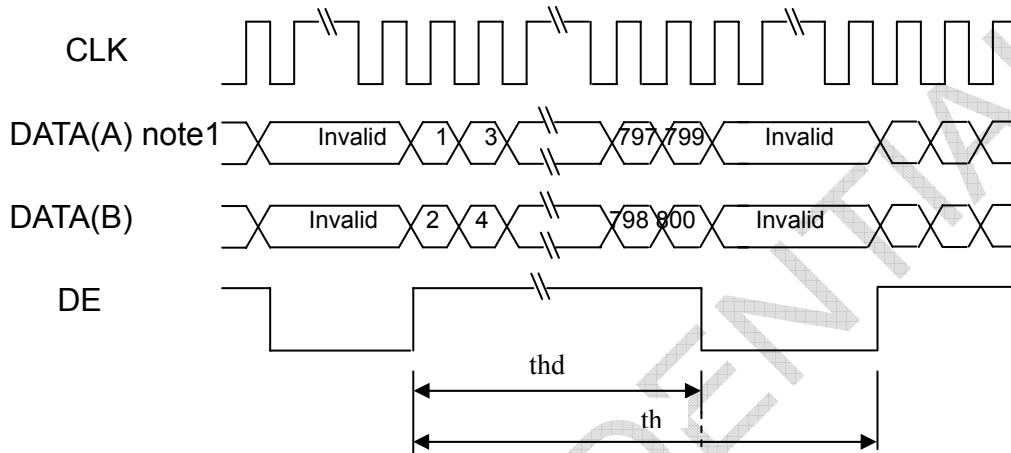 CLK
DATA(A) note1 Invalid 1 3 797 799 Invalid
DATA(B) Invalid 2 4 798 800 Invalid
DE
thd
th
DENTIAL